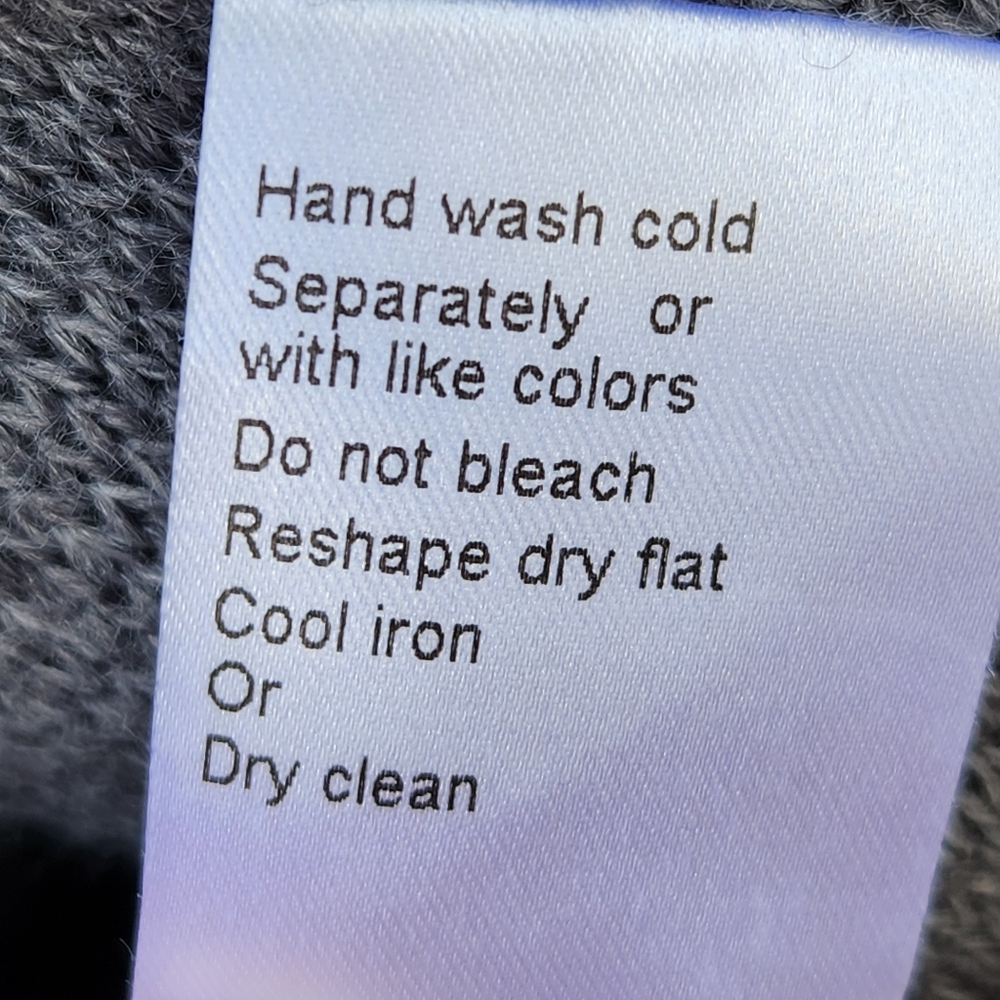 Hand wash cold
Separately or
with like colors
Do not bleach
Reshape dry flat
Cool iron
Or
Dry clean